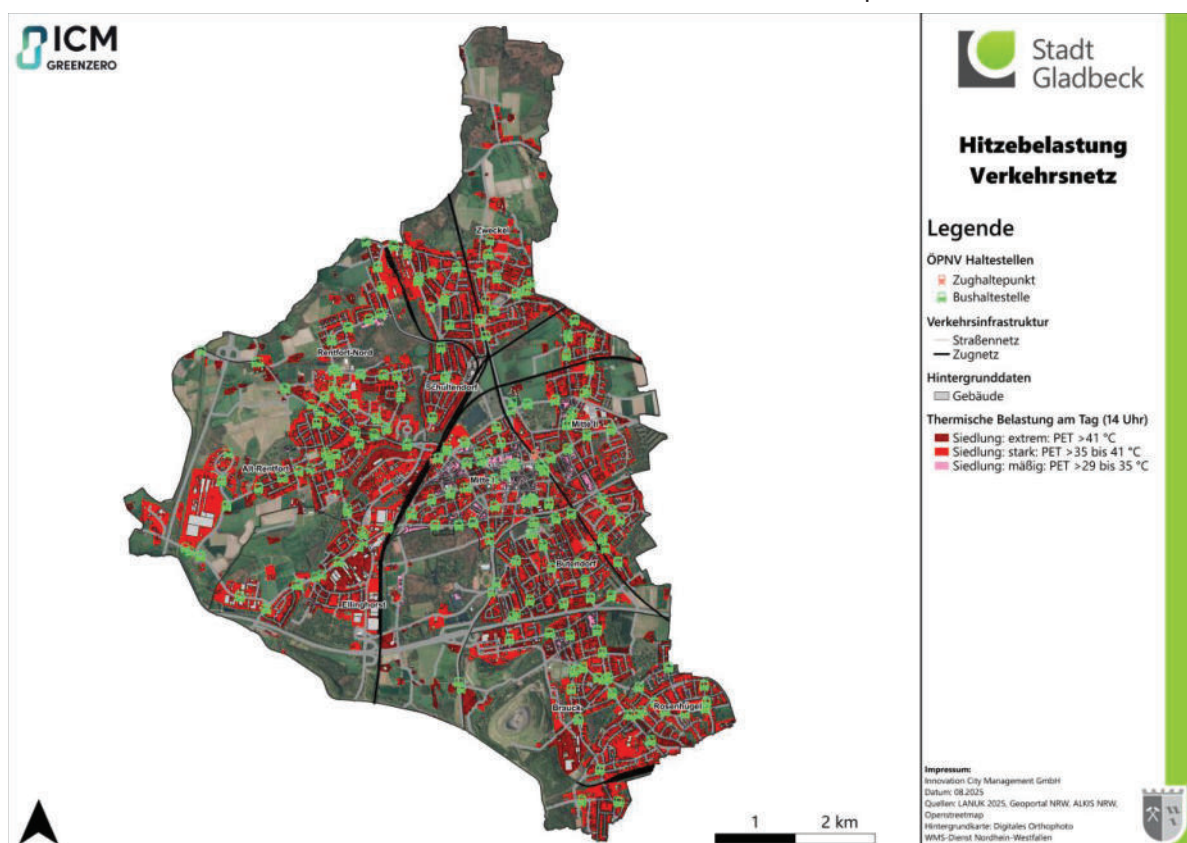 ICM
GREENZERO
Stadt
Gladbeck
Hitzebelastung
Verkehrsnetz
Legende
ÖPNV Haltestellen
Zughaltepunkt
Bushaltestelle
Verkehrsinfrastruktur
Straßennetz
Zugnetz
Hintergrunddaten
Gebäude
Thermische Belastung am Tag (14 Uhr)
Siedlung: extrem: PET >41 °C
Siedlung: stark: PET >35 bis 41 °C
Siedlung: mäßig: PET >29 bis 35 °C
Zweckel
Rentfort-Nord
Schultendorf
Mitte II
Alt-Rentfort
Mitte I
Butendorf
Ellinghorst
Brauck
Rosenhügel
1 2 km
Impressum:
Innovation City Management GmbH
Datum: 08.2025
Quellen: LANUK 2025, Geoportal NRW, ALKIS NRW,
Openstreetmap
Hintergrundkarte: Digitales Orthophoto
WMS-Dienst Nordhein-Westfalen